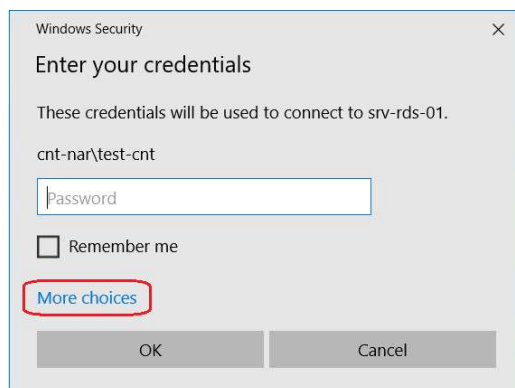 Windows Security
Enter your credentials
These credentials will be used to connect to srv-rds-01.
cnt-nar\test-cnt
Password
Remember me
More choices
OK
Cancel